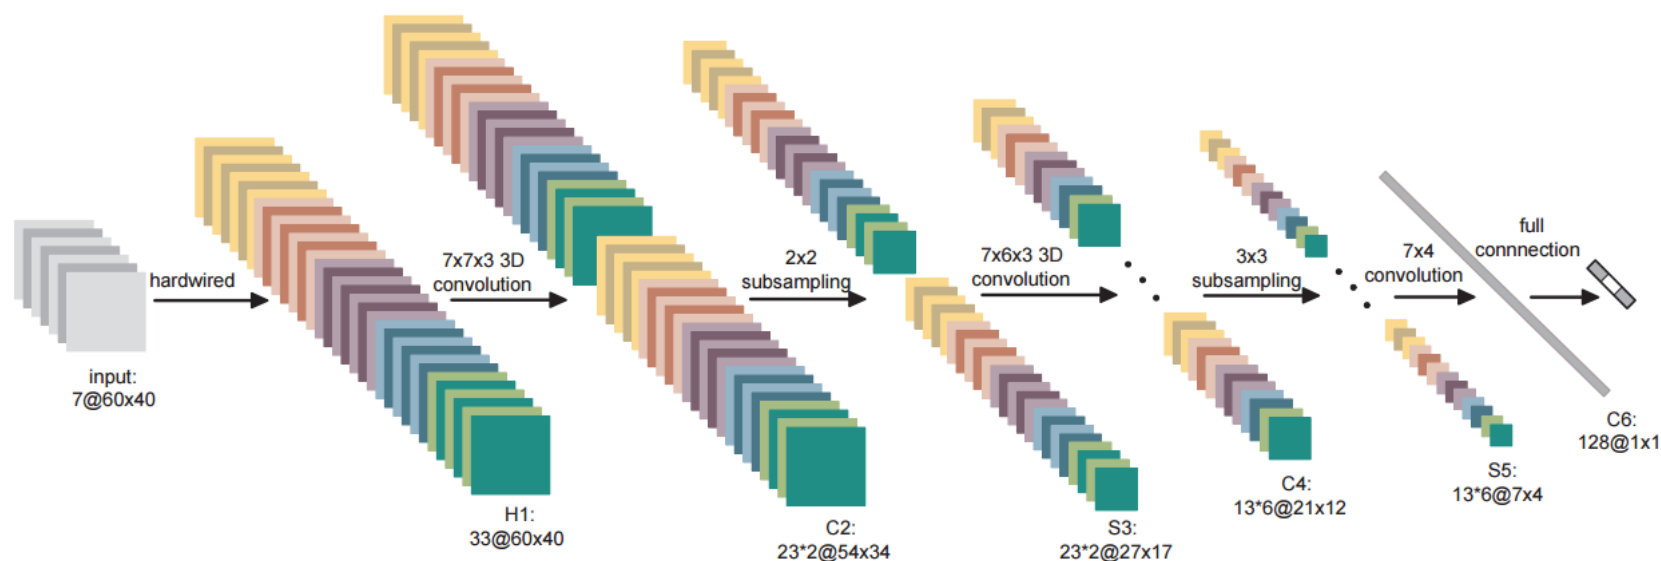 hardwired
7x7x3 3D
convolution
2x2
subsampling
7x6x3 3D
convolution
3x3
subsampling
7x4
convolution
full
connnection
input:
7@60x40
H1:
33@60x40
C2:
23*2@54x34
S3:
23*2@27x17
C4:
13*6@21x12
S5:
13*6@7x4
C6:
128@1x1